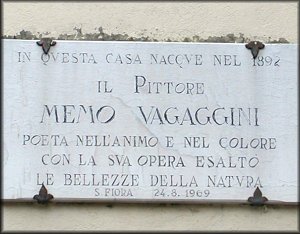 IN QVESTA CASA NACQVE NEL 1892
IL PITTORE
MEMO VAGAGGINI
POETA NELL'ANIMO E NEL COLORE
CON LA SVA OPERA ESALTÒ
LE BELLEZZE DELLA NATVRA
S. FIORA 24.8.1969